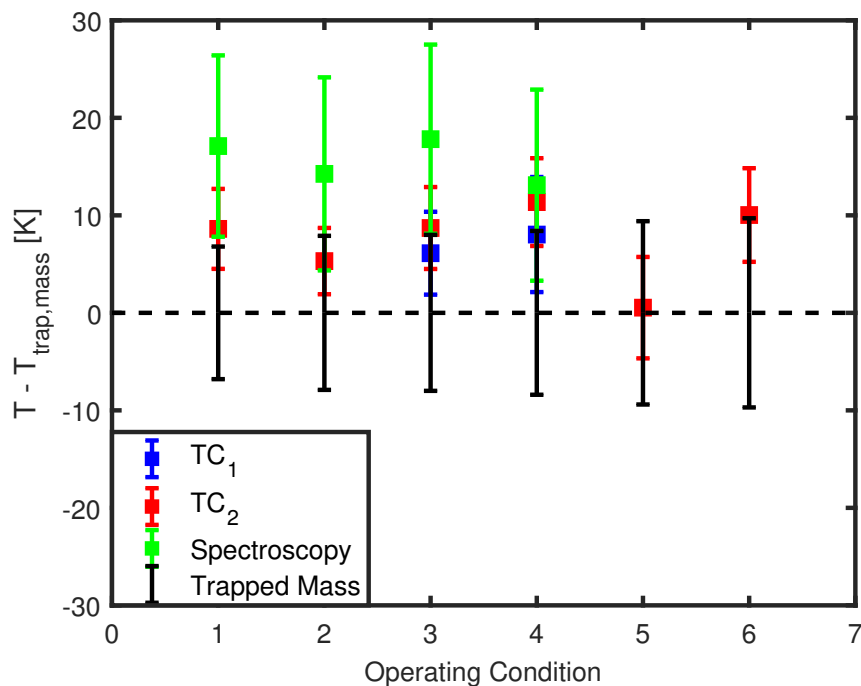 30
20
10
0
-10
-20
-30
T - T_trap,mass [K]
TC_1
TC_2
Spectroscopy
Trapped Mass
0 1 2 3 4 5 6 7
Operating Condition